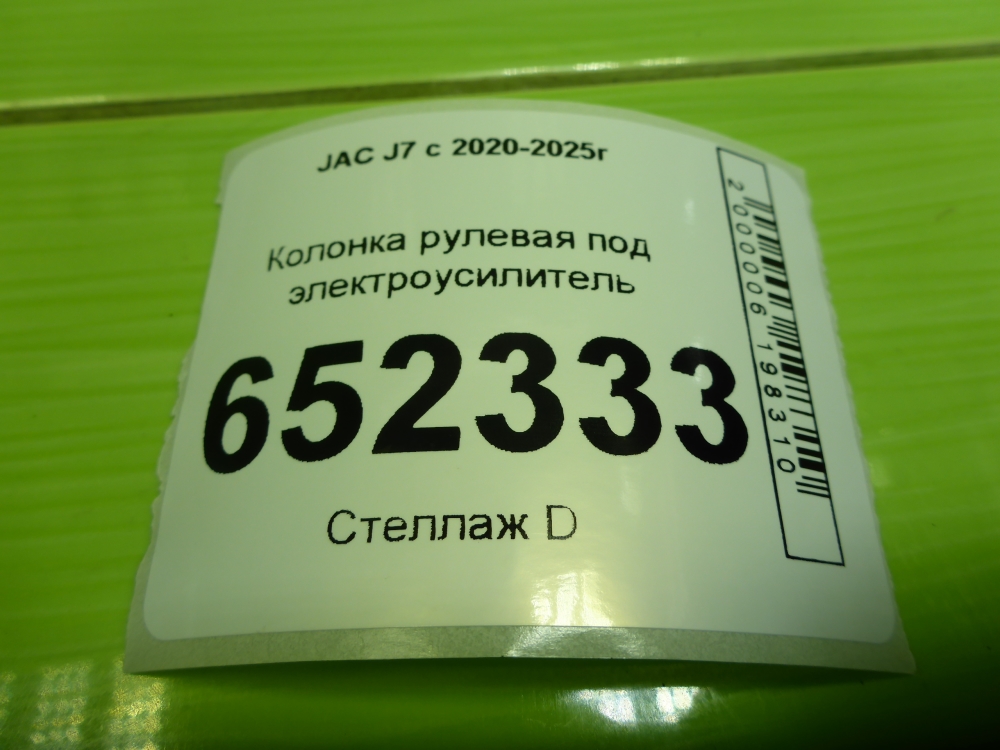 JAC J7 с 2020-2025г
Колонка рулевая под
электроусилитель
652333
Стеллаж D
2000006198310